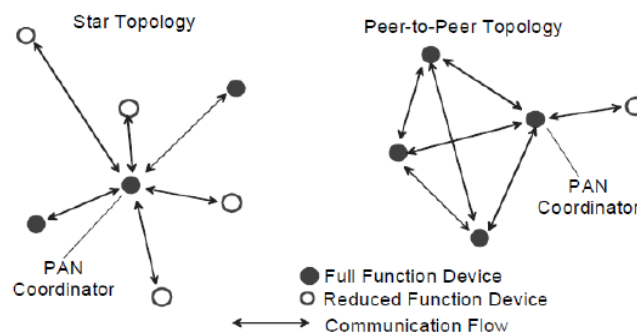 Star Topology
Peer-to-Peer Topology
PAN
Coordinator
PAN
Coordinator
Full Function Device
Reduced Function Device
Communication Flow